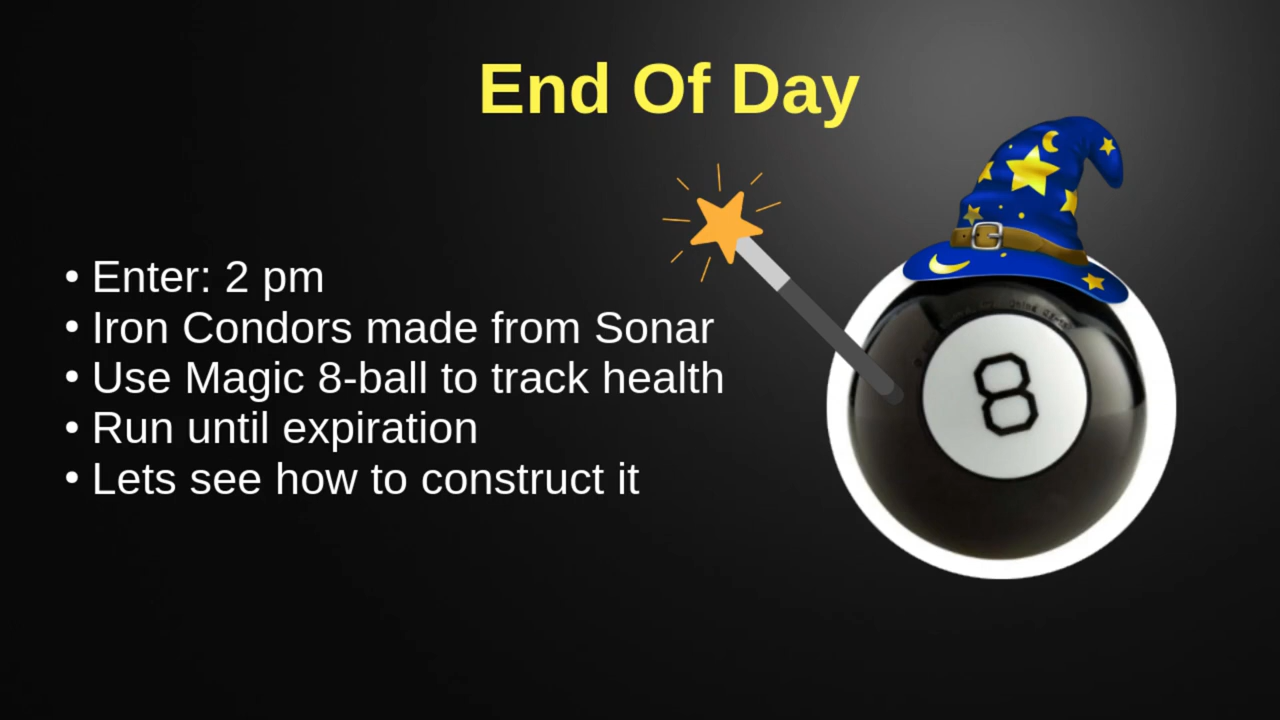 End Of Day
• Enter: 2 pm
• Iron Condors made from Sonar
• Use Magic 8-ball to track health
• Run until expiration
• Lets see how to construct it
8